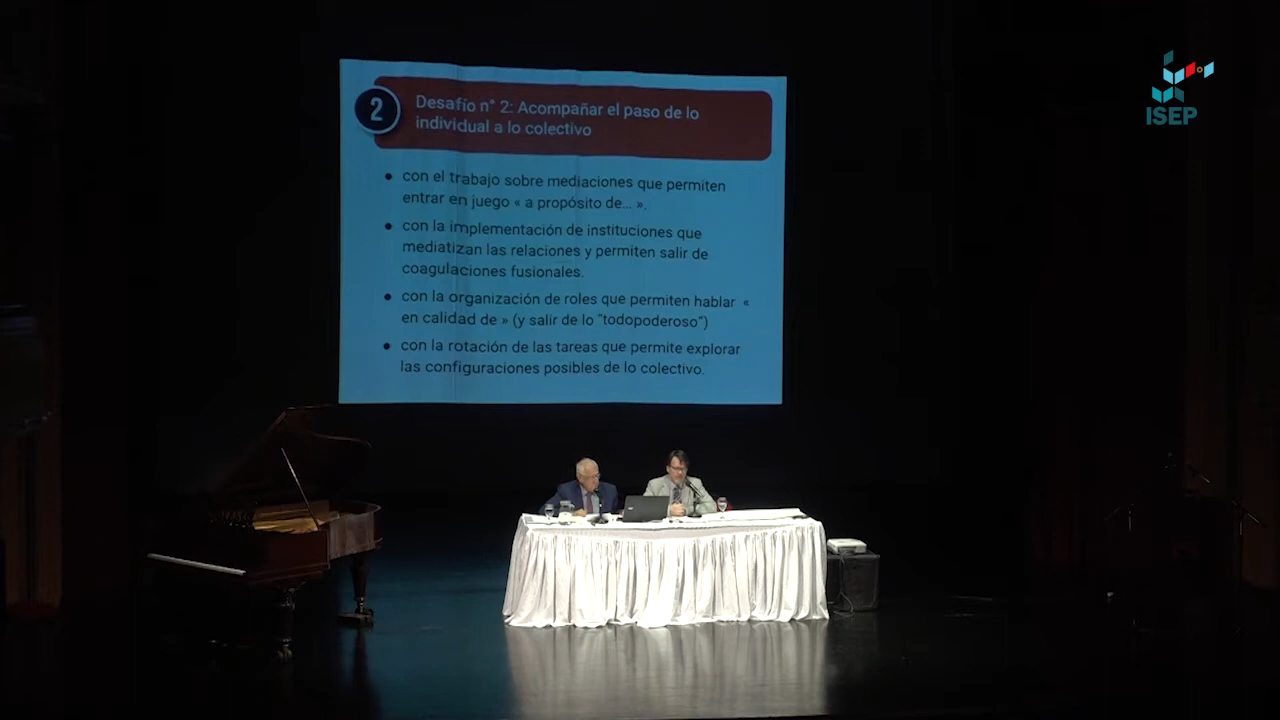 2
Desafío n° 2: Acompañar el paso de lo
individual a lo colectivo
• con el trabajo sobre mediaciones que permiten
entrar en juego « a propósito de... ».
• con la implementación de instituciones que
mediatizan las relaciones y permiten salir de
coagulaciones fusionales.
• con la organización de roles que permiten hablar «
en calidad de » (y salir de lo "todopoderoso")
• con la rotación de las tareas que permite explorar
las configuraciones posibles de lo colectivo.
ISEP